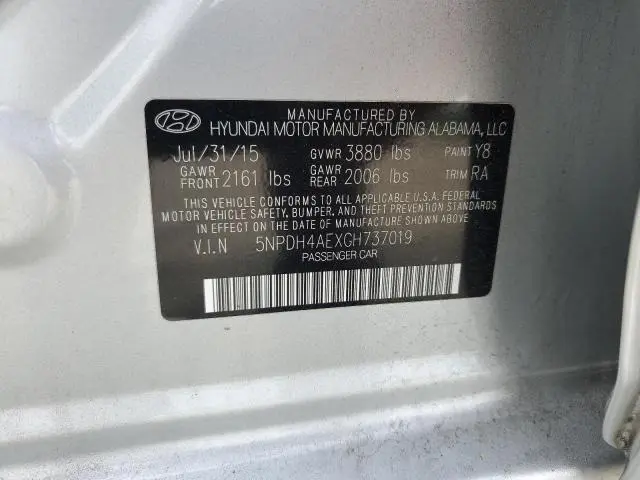 MANUFACTURED BY
HYUNDAI MOTOR MANUFACTURING ALABAMA, LLC
Jul/31/15 GVWR 3880 lbs PAINT Y8
GAWR FRONT 2161 lbs GAWR REAR 2006 lbs TRIM RA
THIS VEHICLE CONFORMS TO ALL APPLICABLE U.S.A. FEDERAL
MOTOR VEHICLE SAFETY, BUMPER, AND THEFT PREVENTION STANDARDS
IN EFFECT ON THE DATE OF MANUFACTURE SHOWN ABOVE
V.I.N 5NPDH4AEXGH737019
PASSENGER CAR